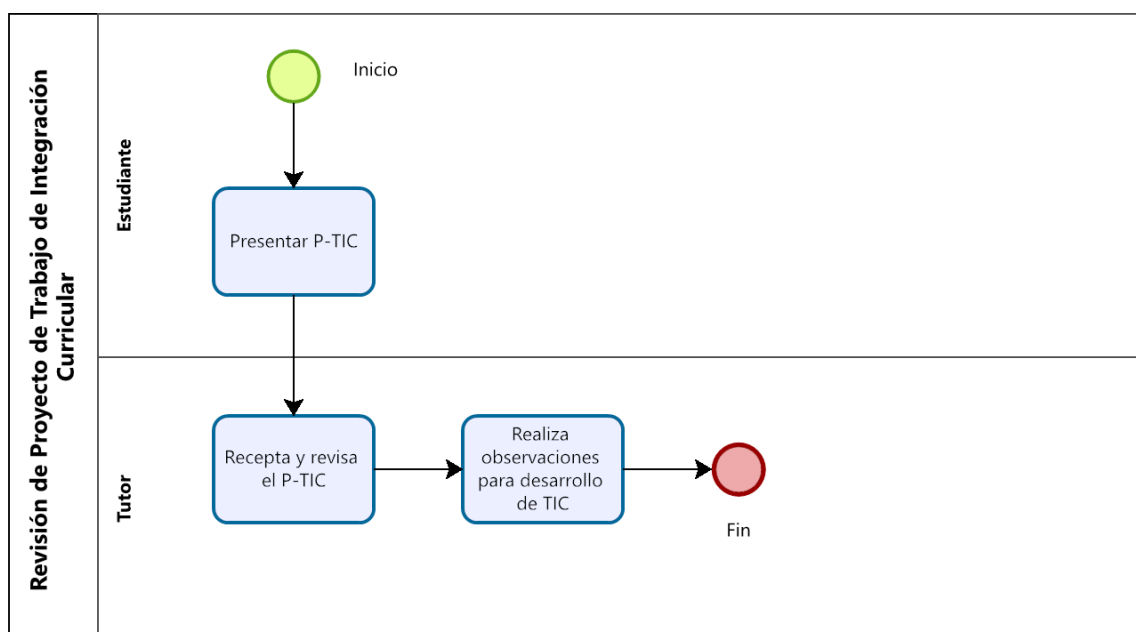 Revisión de Proyecto de Trabajo de Integración
Curricular
Estudiante
Inicio
Presentar P-TIC
Tutor
Recepta y revisa
el P-TIC
Realiza
observaciones
para desarrollo
de TIC
Fin